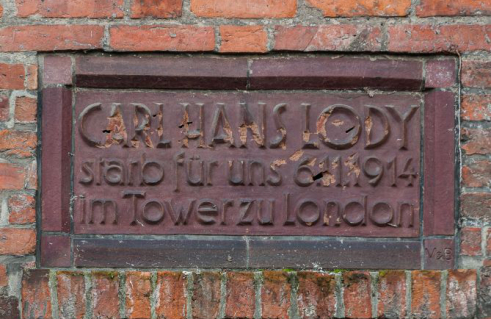 CARL HANS LODY
starb für uns 6.11.1914
im Tower zu London